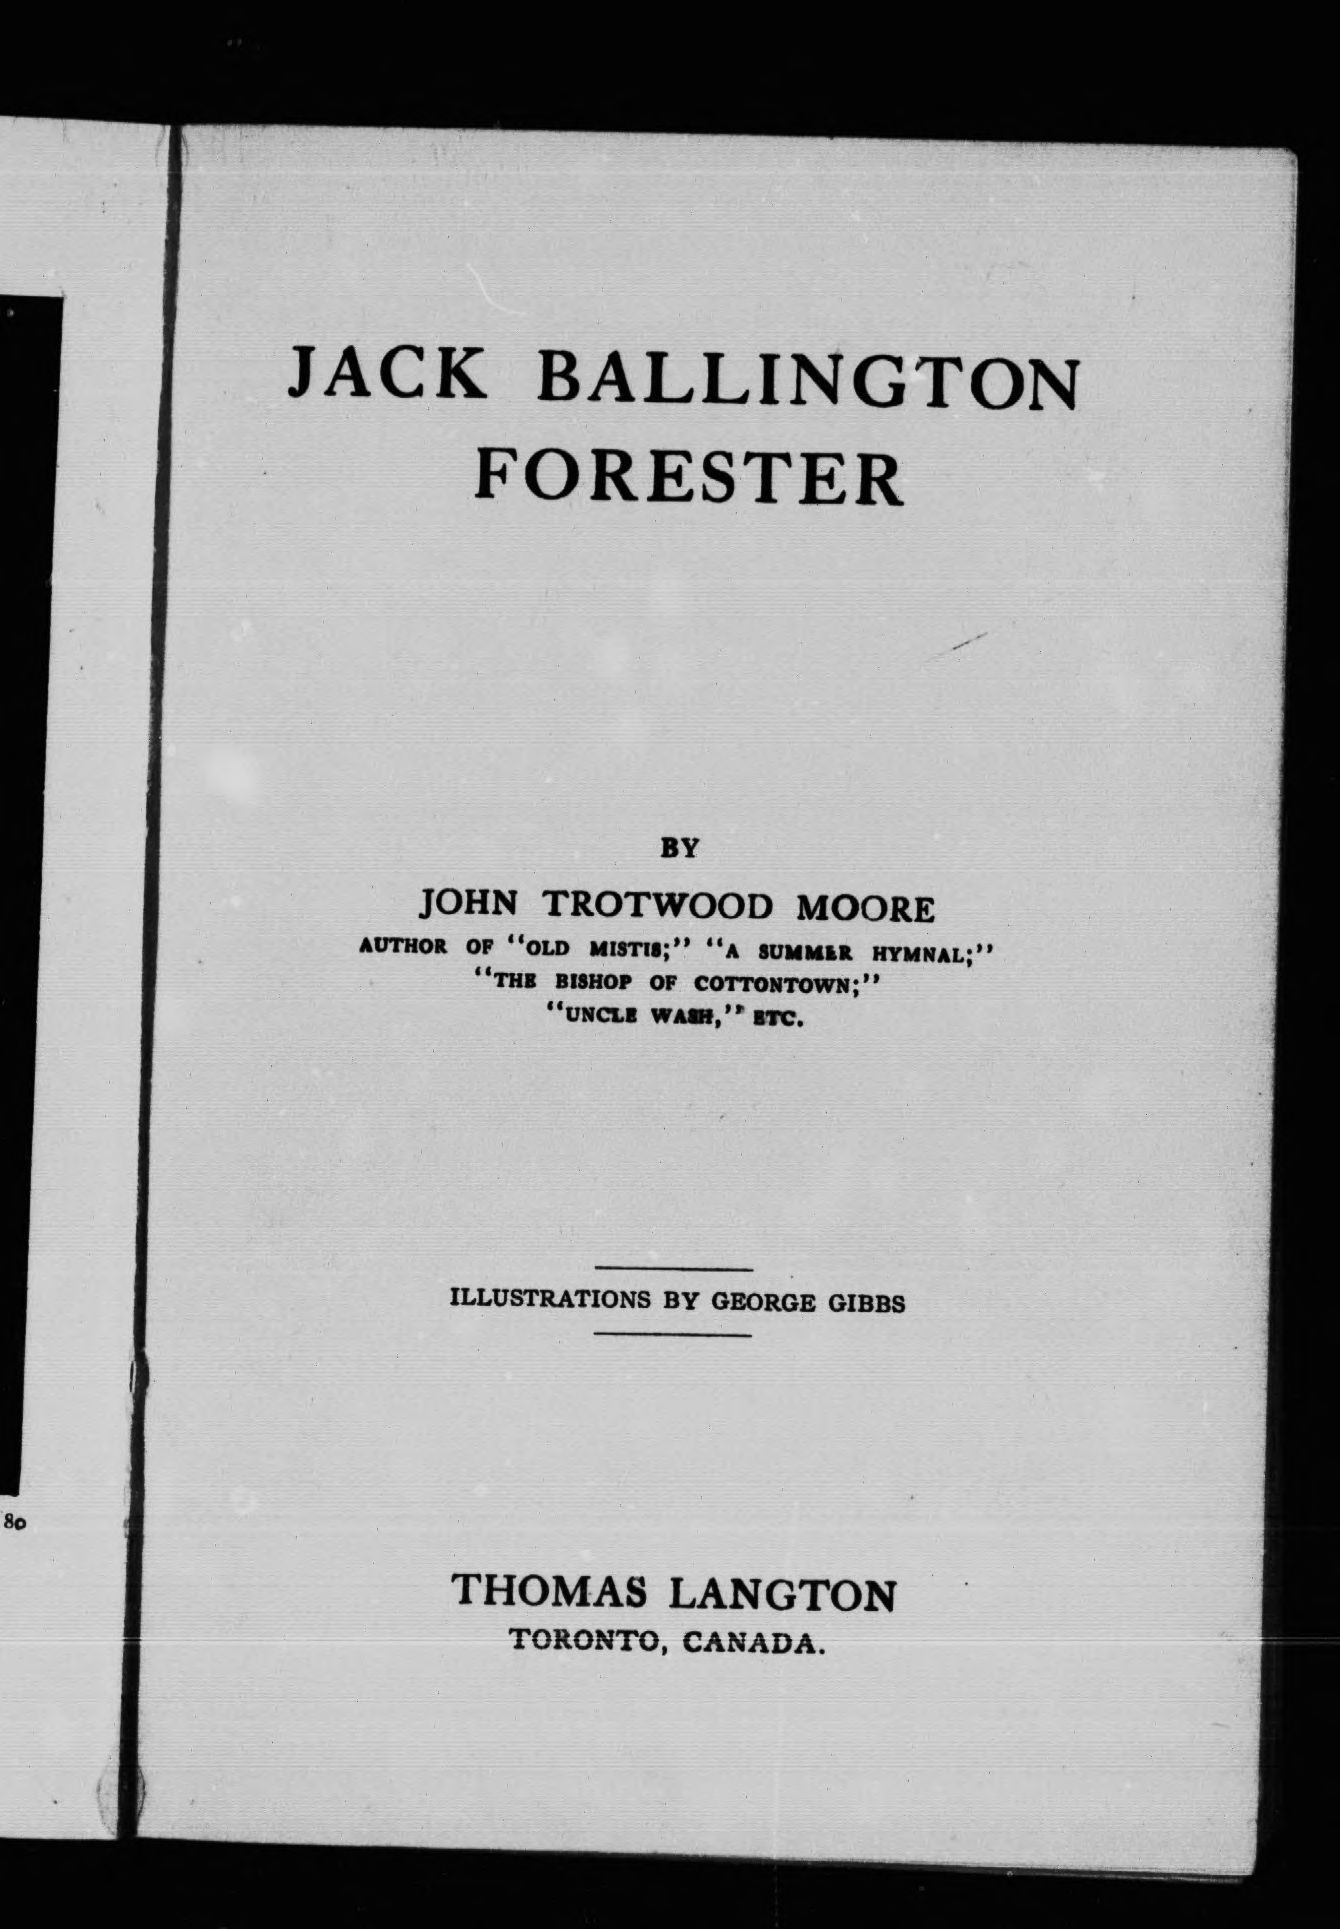 JACK BALLINGTON
FORESTER
BY
JOHN TROTWOOD MOORE
AUTHOR OF "OLD MISTIS;" "A SUMMER HYMNAL;"
"THE BISHOP OF COTTONTOWN;"
"UNCLE WASH," ETC.
ILLUSTRATIONS BY GEORGE GIBBS
80
THOMAS LANGTON
TORONTO, CANADA.